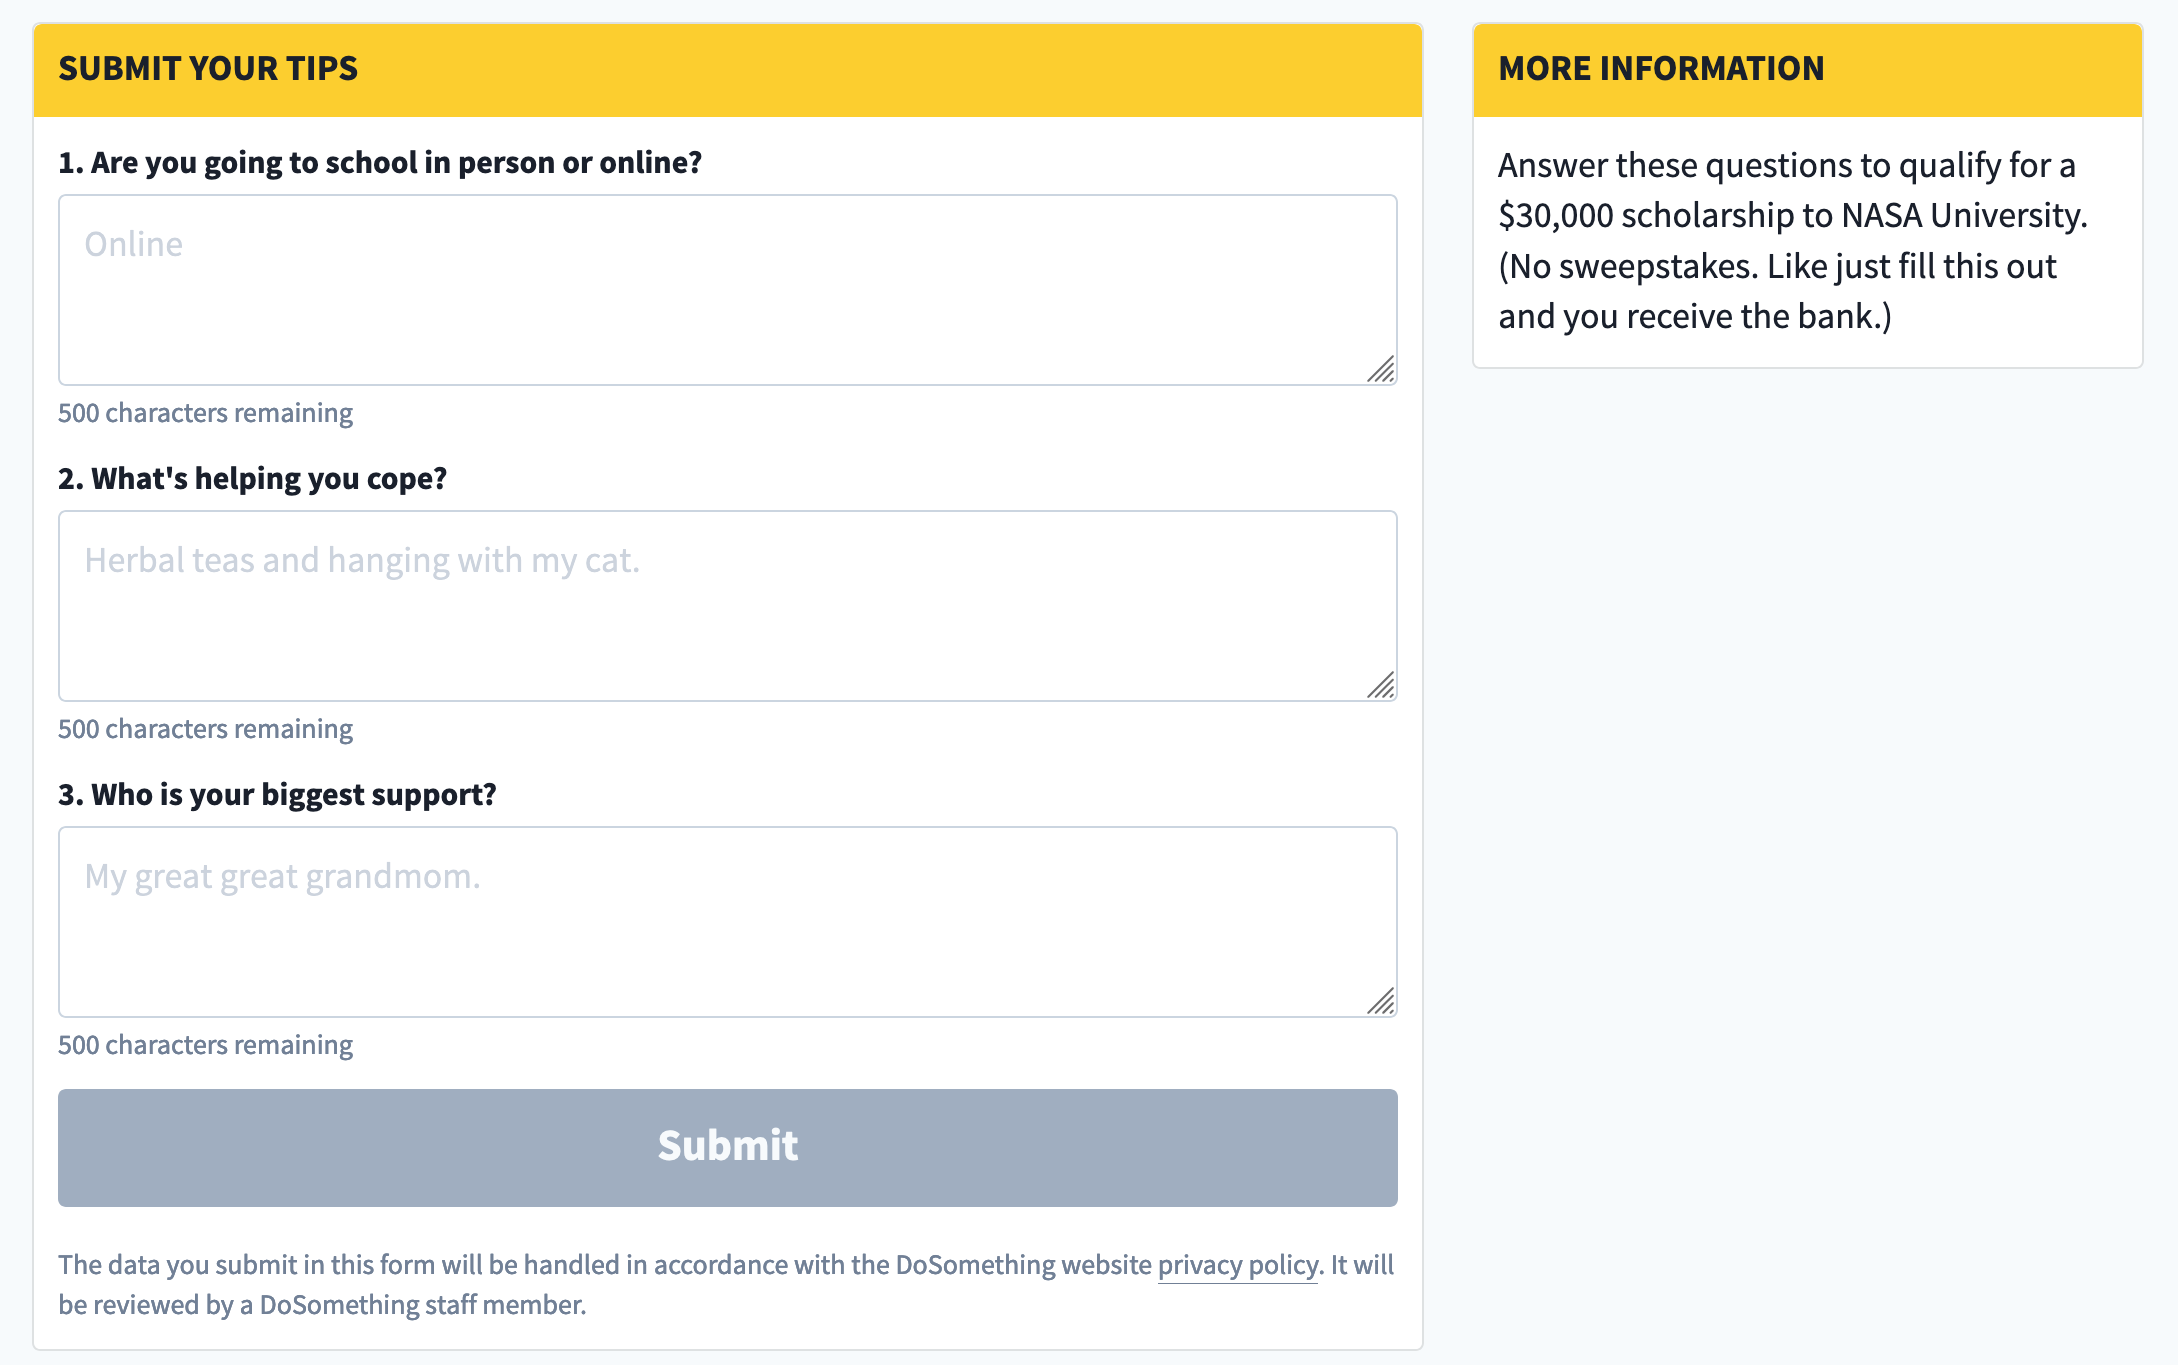 SUBMIT YOUR TIPS
1. Are you going to school in person or online?
Online
500 characters remaining
2. What's helping you cope?
Herbal teas and hanging with my cat.
500 characters remaining
3. Who is your biggest support?
My great great grandmom.
500 characters remaining
Submit
The data you submit in this form will be handled in accordance with the DoSomething website privacy policy. It will
be reviewed by a DoSomething staff member.
MORE INFORMATION
Answer these questions to qualify for a
$30,000 scholarship to NASA University.
(No sweepstakes. Like just fill this out
and you receive the bank.)